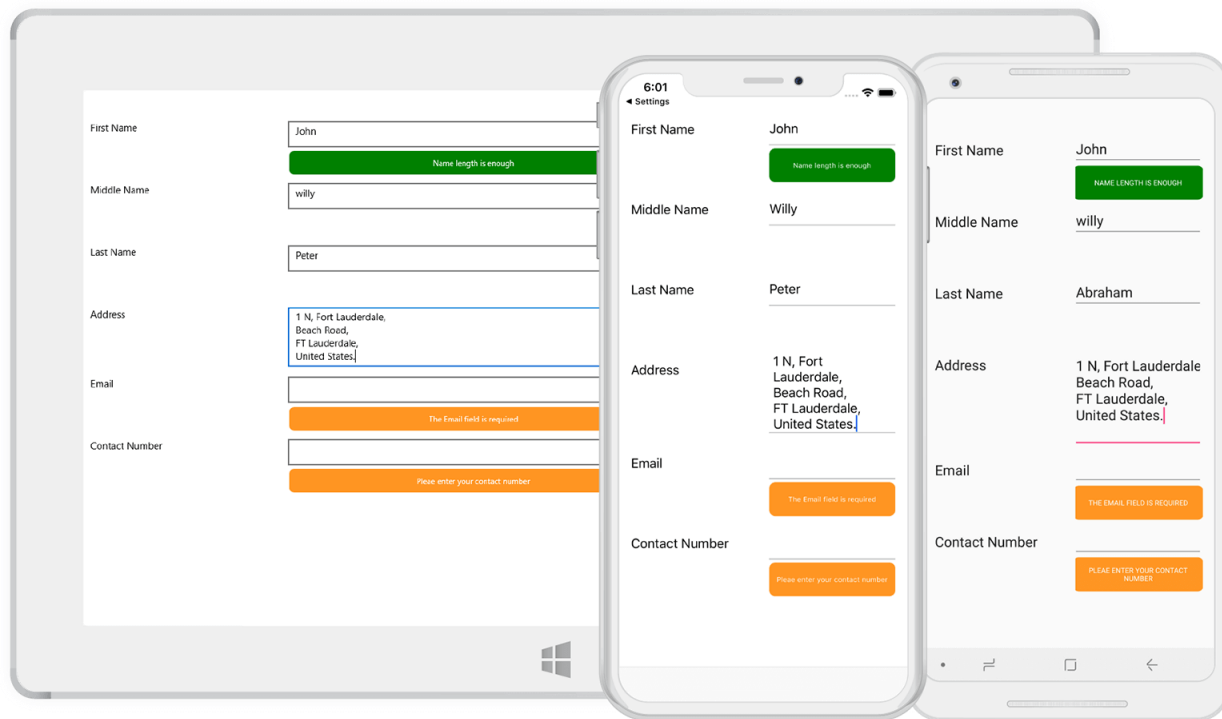 First Name
John
Name length is enough
Middle Name
willy
Last Name
Peter
Address
1 N, Fort Lauderdale,
Beach Road,
FT Lauderdale,
United States.
Email
The Email field is required
Contact Number
Pleae enter your contact number
6:01
Settings
First Name
John
Name length is enough
Middle Name
Willy
Last Name
Peter
Address
1 N, Fort
Lauderdale,
Beach Road,
FT Lauderdale,
United States.
Email
The Email field is required
Contact Number
Pleae enter your contact number
First Name
John
NAME LENGTH IS ENOUGH
Middle Name
willy
Last Name
Abraham
Address
1 N, Fort Lauderdale
Beach Road,
FT Lauderdale,
United States.
Email
THE EMAIL FIELD IS REQUIRED
Contact Number
PLEAE ENTER YOUR CONTACT
NUMBER